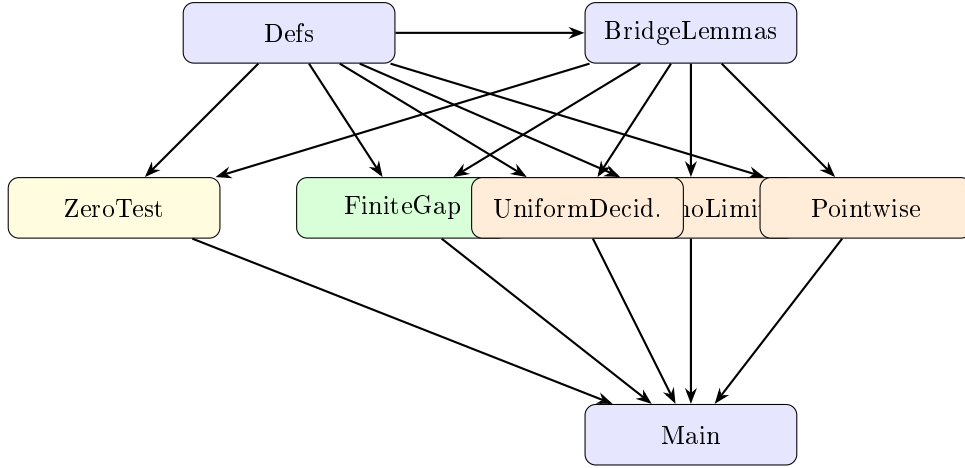 Defs
BridgeLemmas
ZeroTest
FiniteGap
UniformDecid.
Pointwise
Main